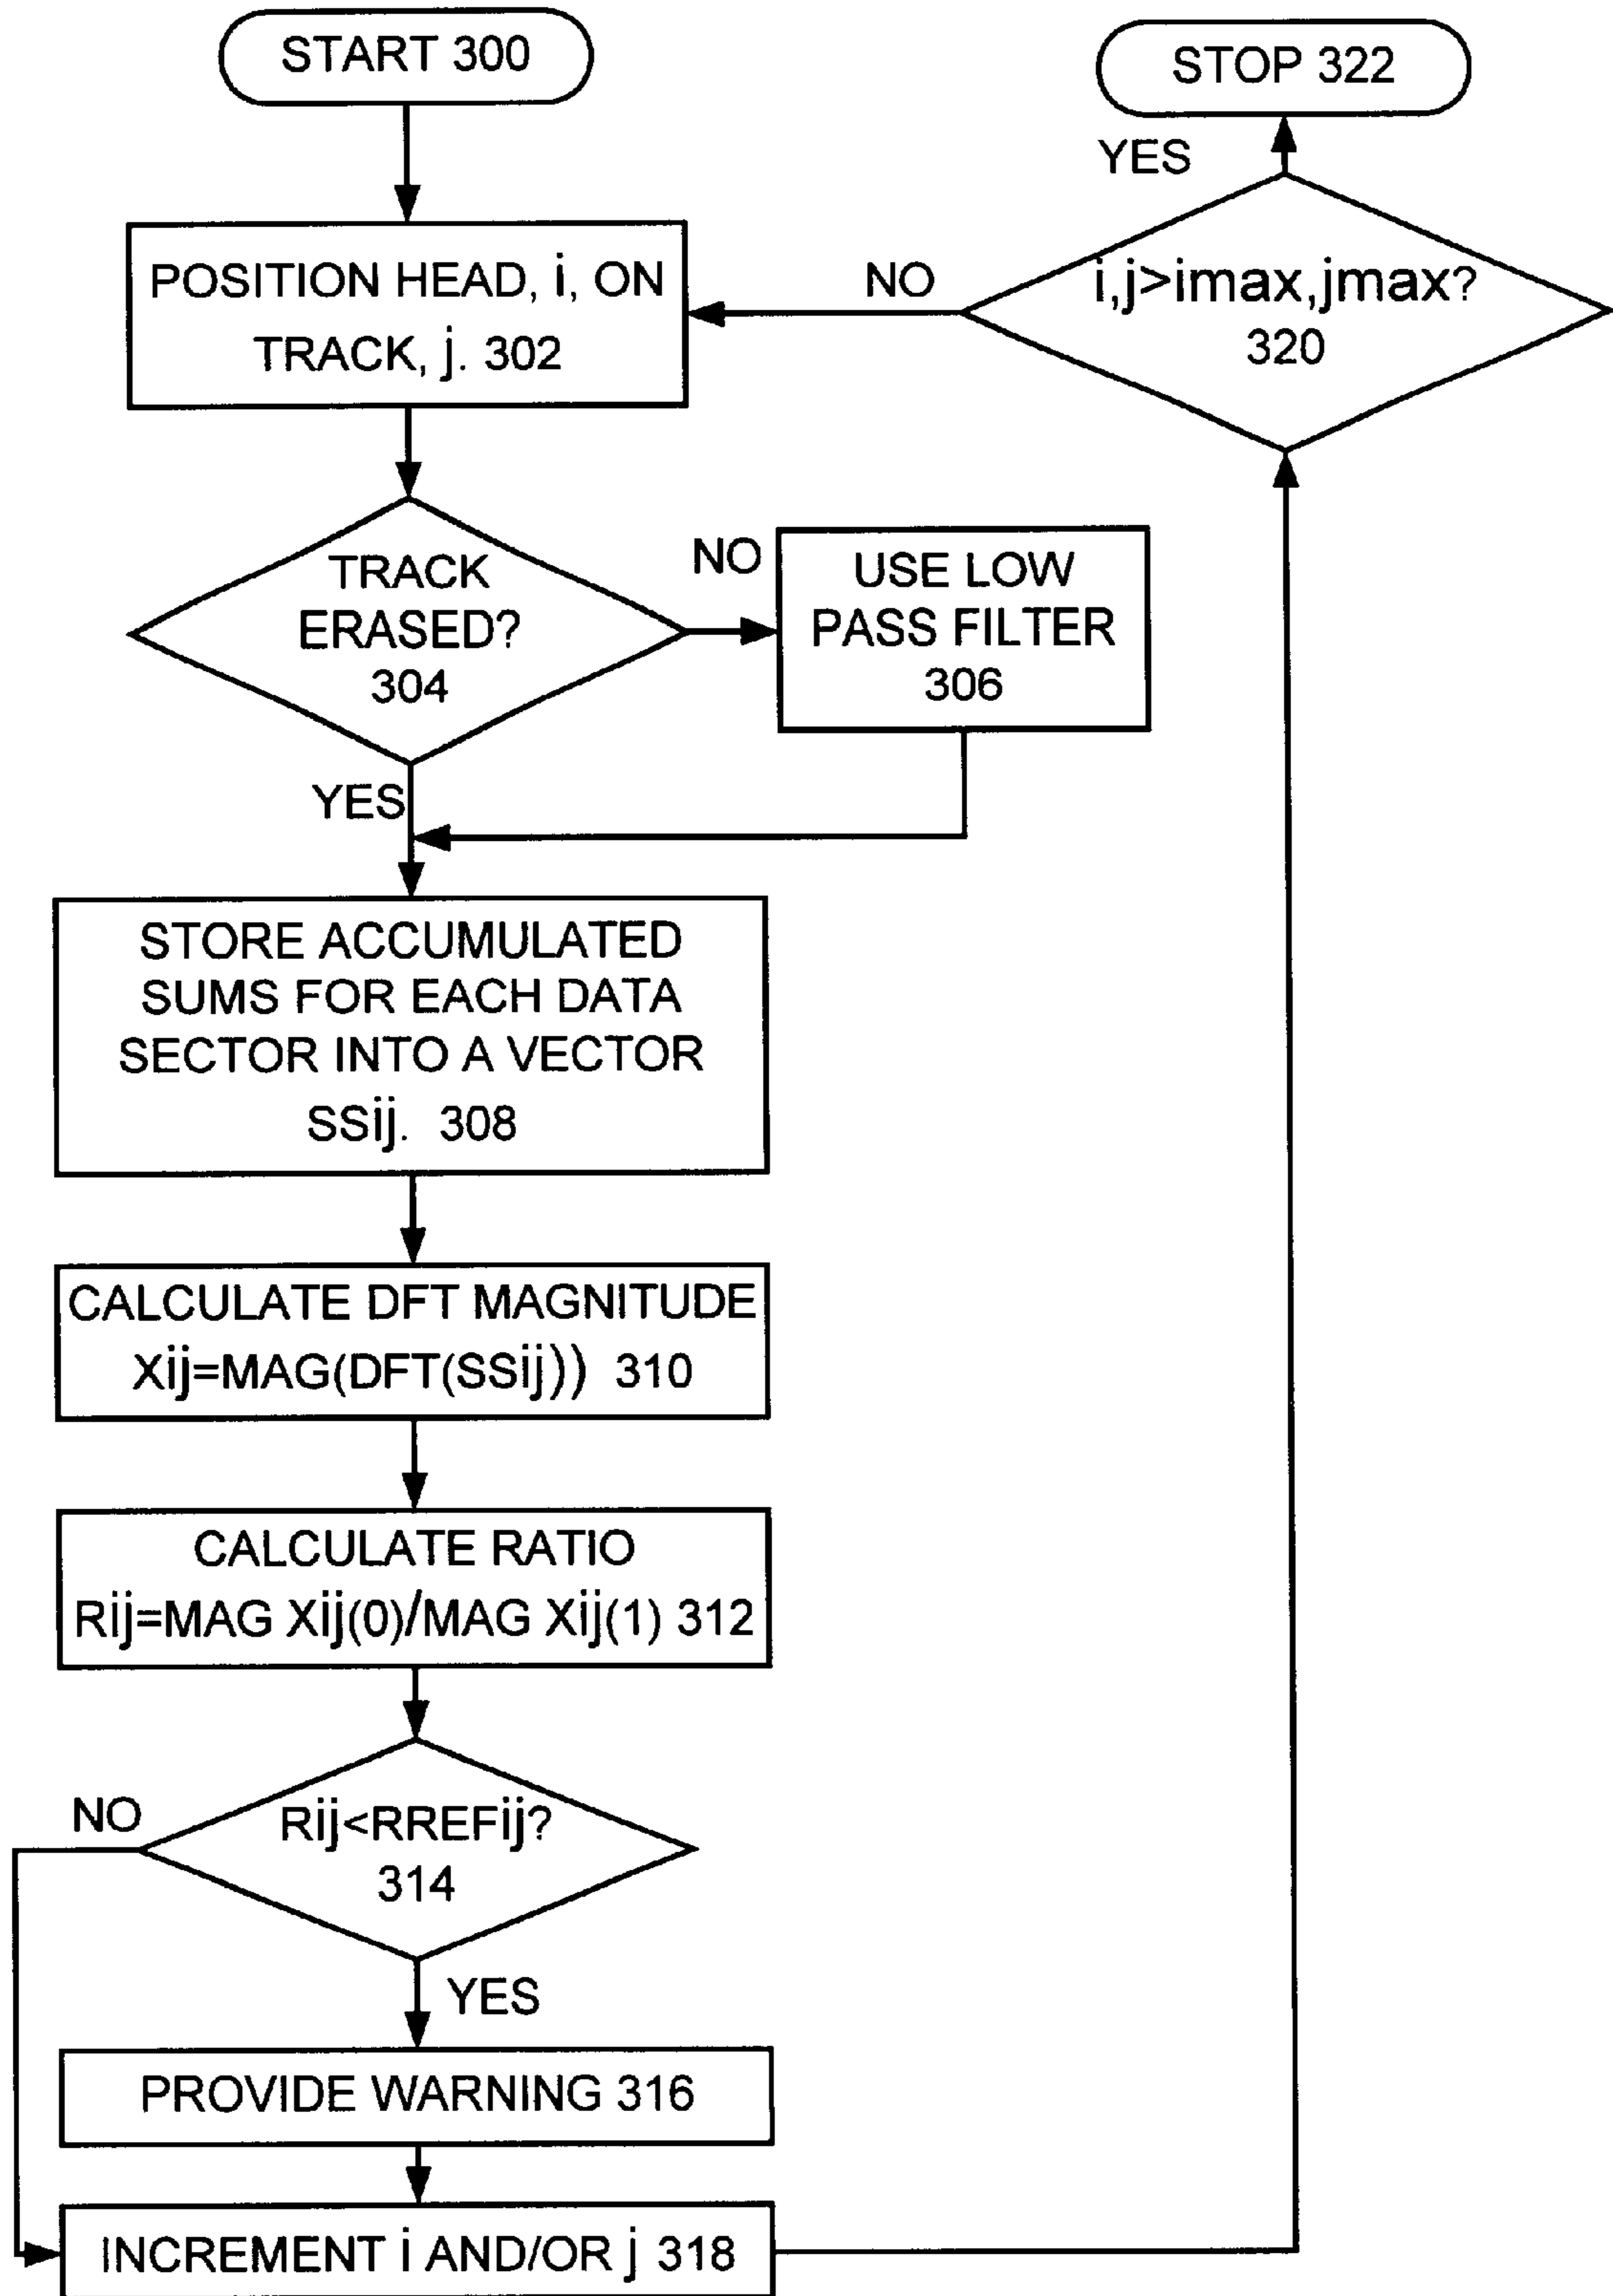 START 300
POSITION HEAD, i, ON
TRACK, j. 302
TRACK
ERASED?
304
NO
USE LOW
PASS FILTER
306
YES
STORE ACCUMULATED
SUMS FOR EACH DATA
SECTOR INTO A VECTOR
SSij. 308
CALCULATE DFT MAGNITUDE
Xij=MAG(DFT(SSij)) 310
CALCULATE RATIO
Rij=MAG Xij(0)/MAG Xij(1) 312
Rij<RREFij?
314
NO
YES
PROVIDE WARNING 316
INCREMENT i AND/OR j 318
i,j>imax,jmax?
320
NO
YES
STOP 322